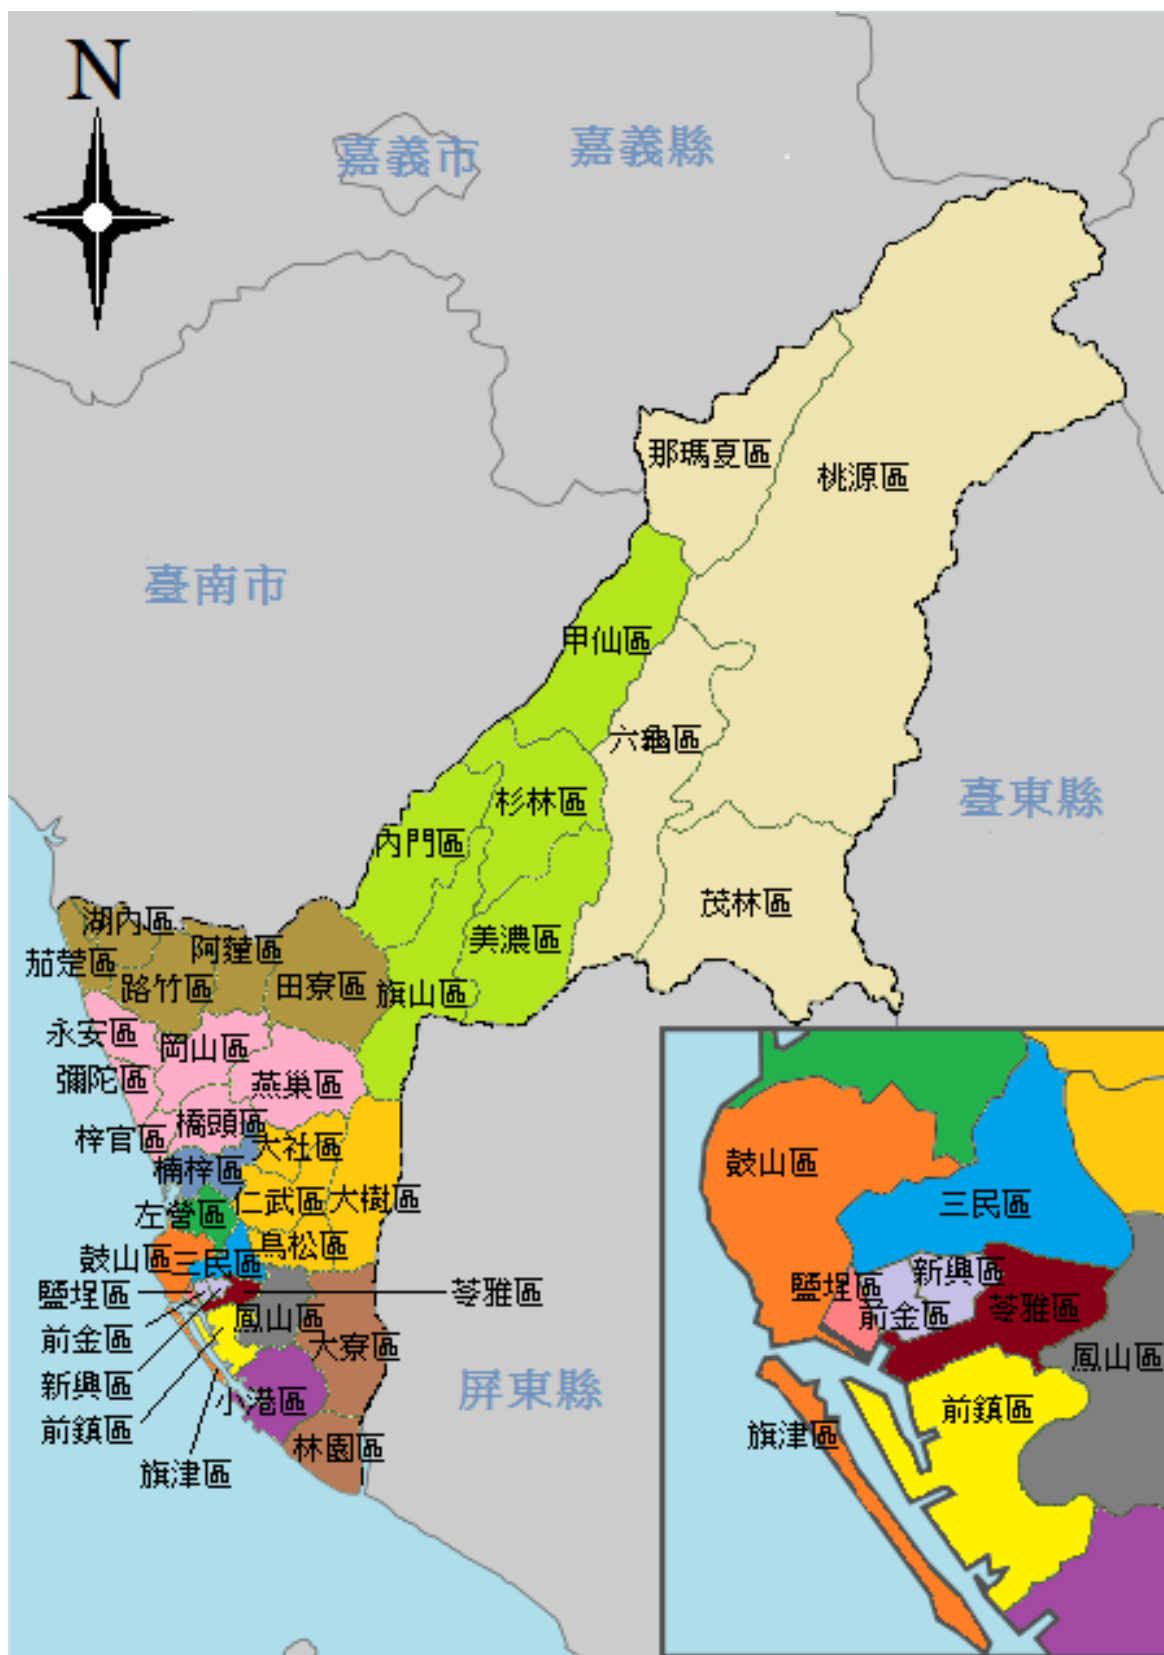 N
嘉義市
嘉義縣
那瑪夏區
桃源區
臺南市
甲仙區
六龜區
臺東縣
杉林區
內門區
茂林區
美濃區
湖內區
阿蓮區
茄萣區
路竹區
田寮區
旗山區
永安區
岡山區
彌陀區
燕巢區
橋頭區
梓官區
大社區
楠梓區
仁武區
大樹區
左營區
鳥松區
鼓山區
三民區
鹽埕區
苓雅區
前金區
鳳山區
大寮區
新興區
小港區
前鎮區
林園區
旗津區
屏東縣
鼓山區
三民區
鹽埕區
新興區
前金區
苓雅區
鳳山區
前鎮區
旗津區